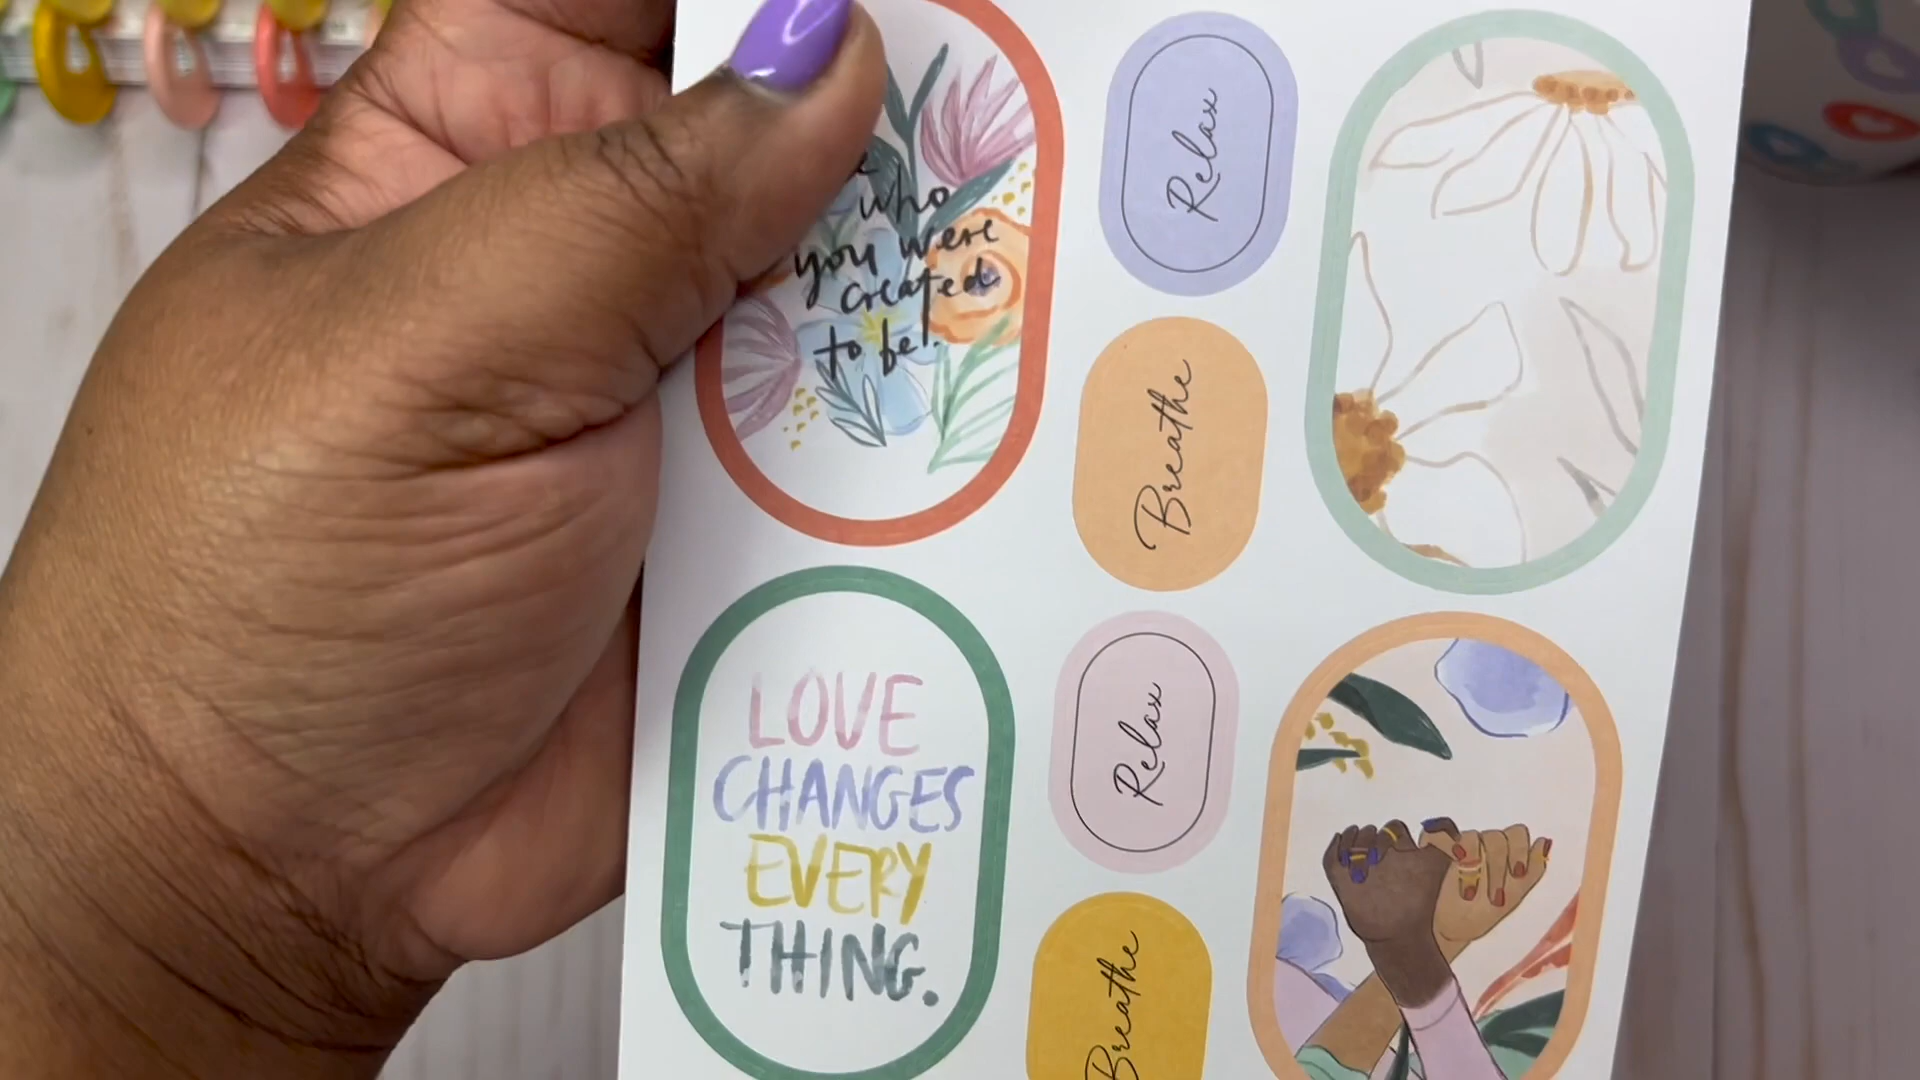 who
you were
created
to be!
Relax
Breathe
LOVE
CHANGES
EVERY
THING.
Relax
Breathe